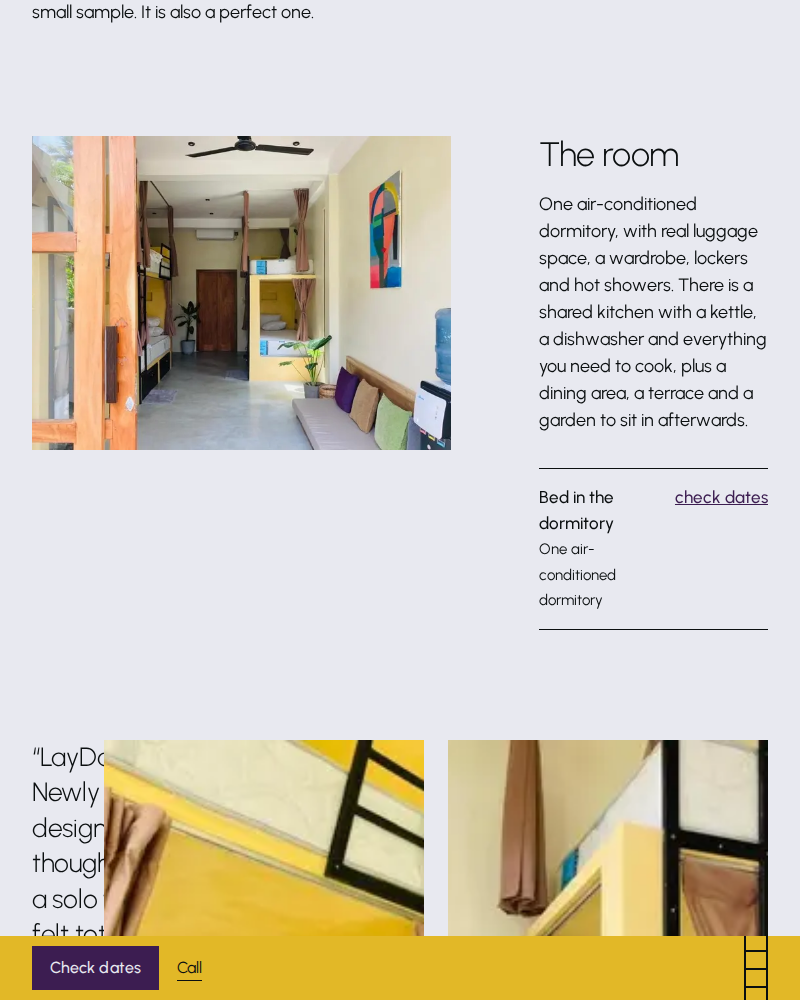 small sample. It is also a perfect one.
The room
One air-conditioned
dormitory, with real luggage
space, a wardrobe, lockers
and hot showers. There is a
shared kitchen with a kettle,
a dishwasher and everything
you need to cook, plus a
dining area, a terrace and a
garden to sit in afterwards.
Bed in the
dormitory
check dates
One air-
conditioned
dormitory
Newly
a solo
Check dates
Call